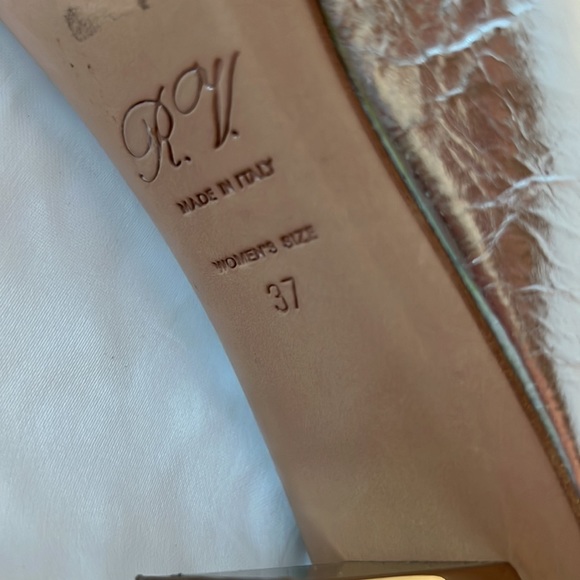 R.V.
MADE IN ITALY
WOMEN'S SIZE
37